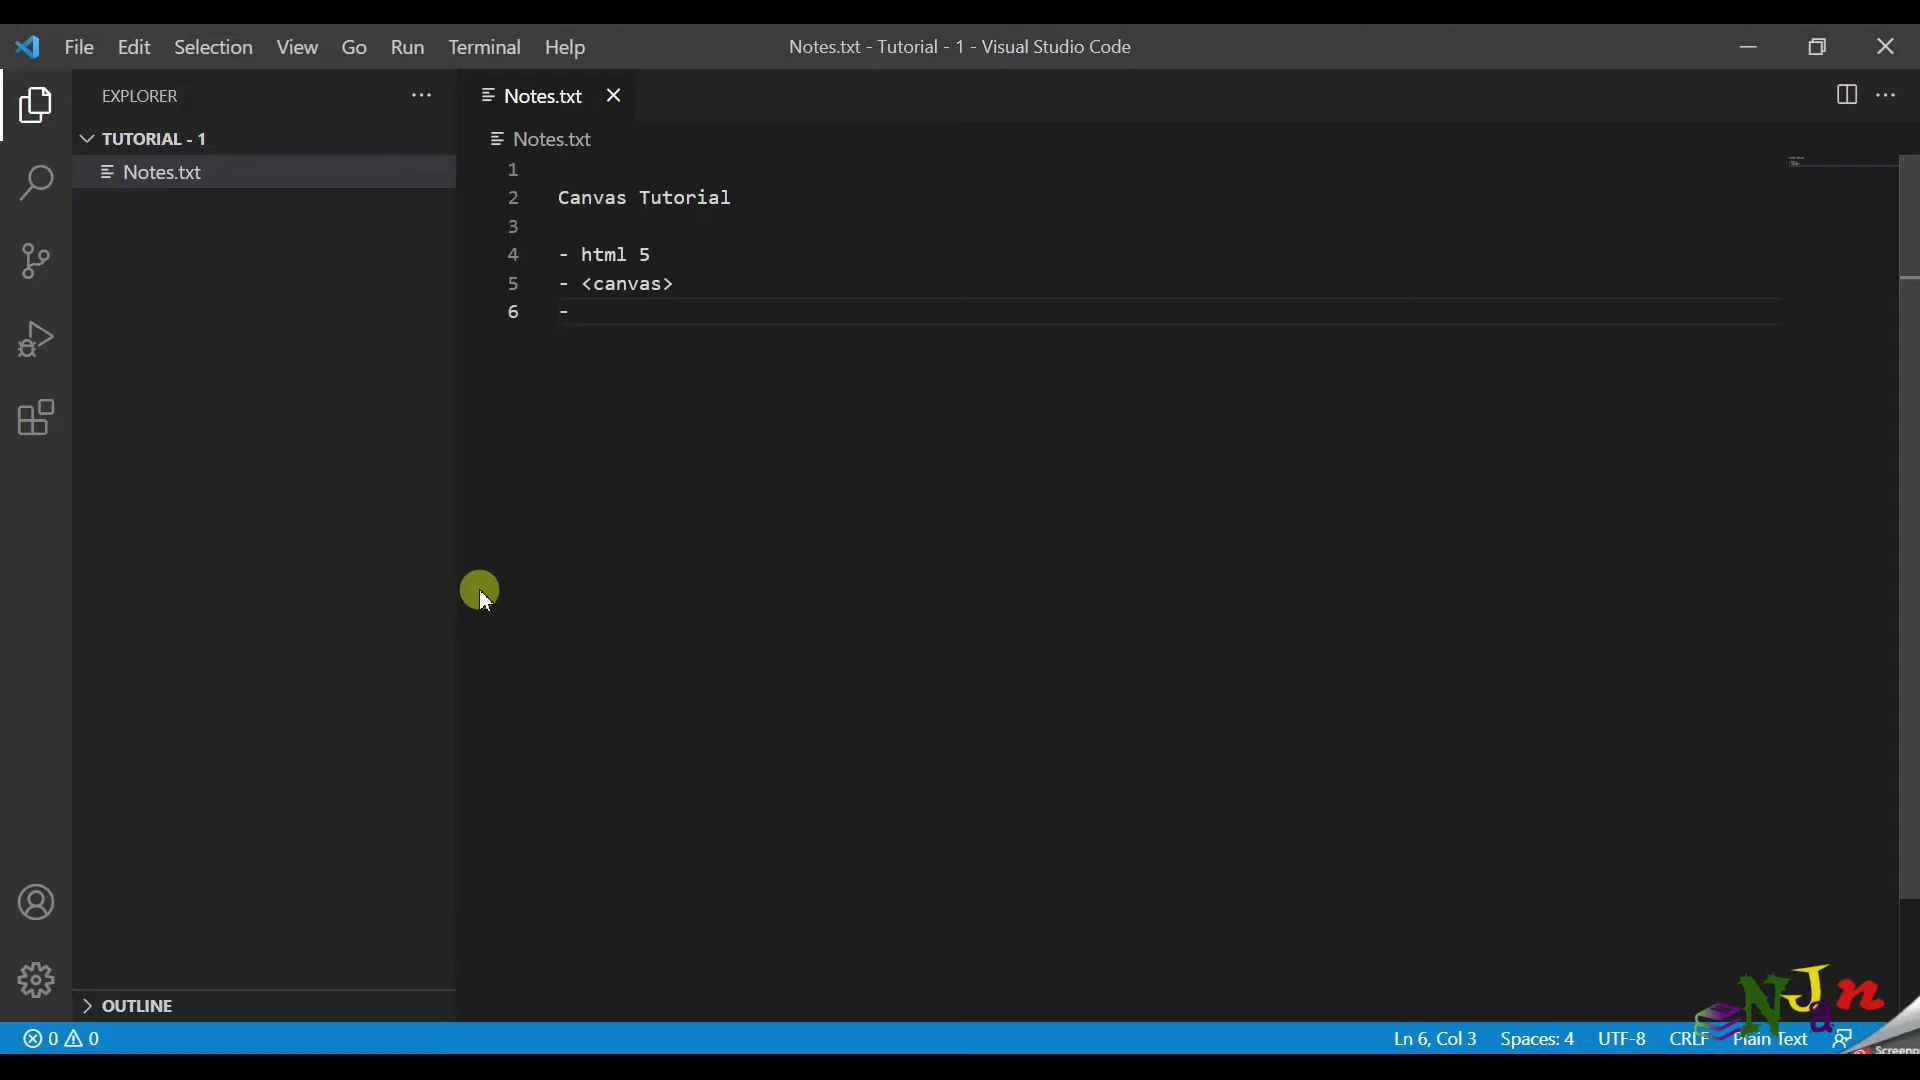 File Edit Selection View Go Run Terminal Help
Notes.txt - Tutorial - 1 - Visual Studio Code
EXPLORER
TUTORIAL - 1
Notes.txt
OUTLINE
Notes.txt
Notes.txt
1
2 Canvas Tutorial
3
4 - html 5
5 - <canvas>
6 -
0 0
Ln 6, Col 3 Spaces: 4 UTF-8 CRLF Plain Text
NJan